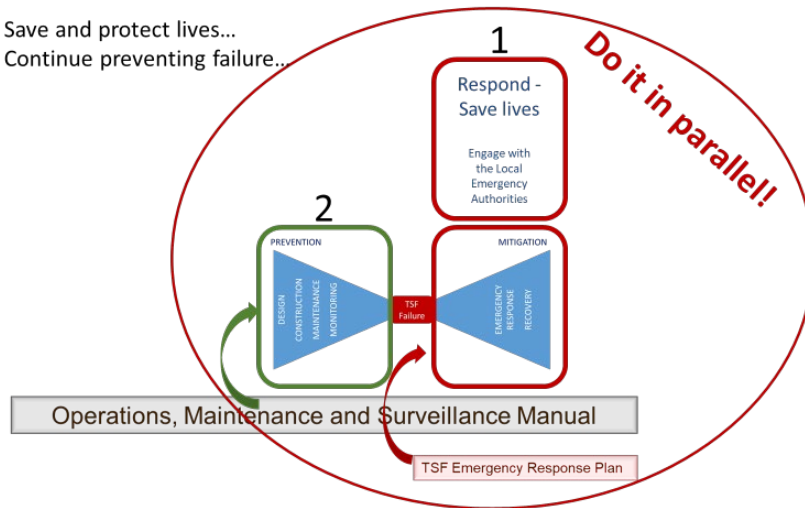 Save and protect lives...
Continue preventing failure...
1
Do it in parallel!
Respond -
Save lives
Engage with
the Local
Emergency
Authorities
2
PREVENTION
DESIGN
CONSTRUCTION
MAINTENANCE
MONITORING
TSF
Failure
MITIGATION
EMERGENCY
RESPONSE
RECOVERY
Operations, Maintenance and Surveillance Manual
TSF Emergency Response Plan